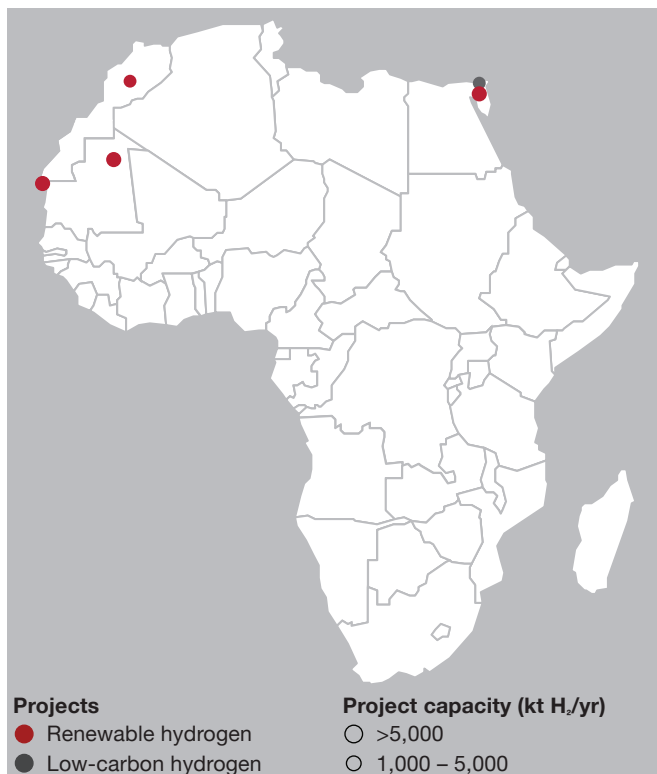 Projects
Renewable hydrogen
Low-carbon hydrogen
Project capacity (kt H₂/yr)
>5,000
1,000 – 5,000